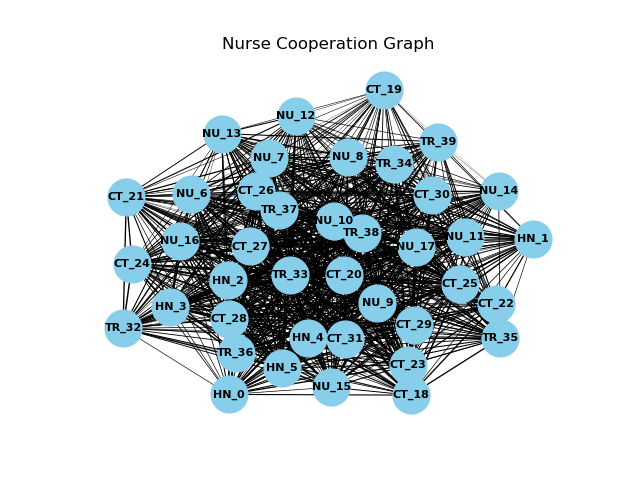 Nurse Cooperation Graph
CT_19
NU_12
NU_13
TR_39
NU_7
NU_8
TR_34
CT_26
NU_6
CT_21
CT_30
NU_14
TR_37
NU_10
TR_38
NU_16
CT_27
NU_17
NU_11
HN_1
CT_24
HN_2
TR_33
CT_20
CT_25
HN_3
NU_9
CT_22
CT_28
CT_29
TR_32
HN_4
CT_31
TR_35
TR_36
HN_5
CT_23
NU_15
HN_0
CT_18